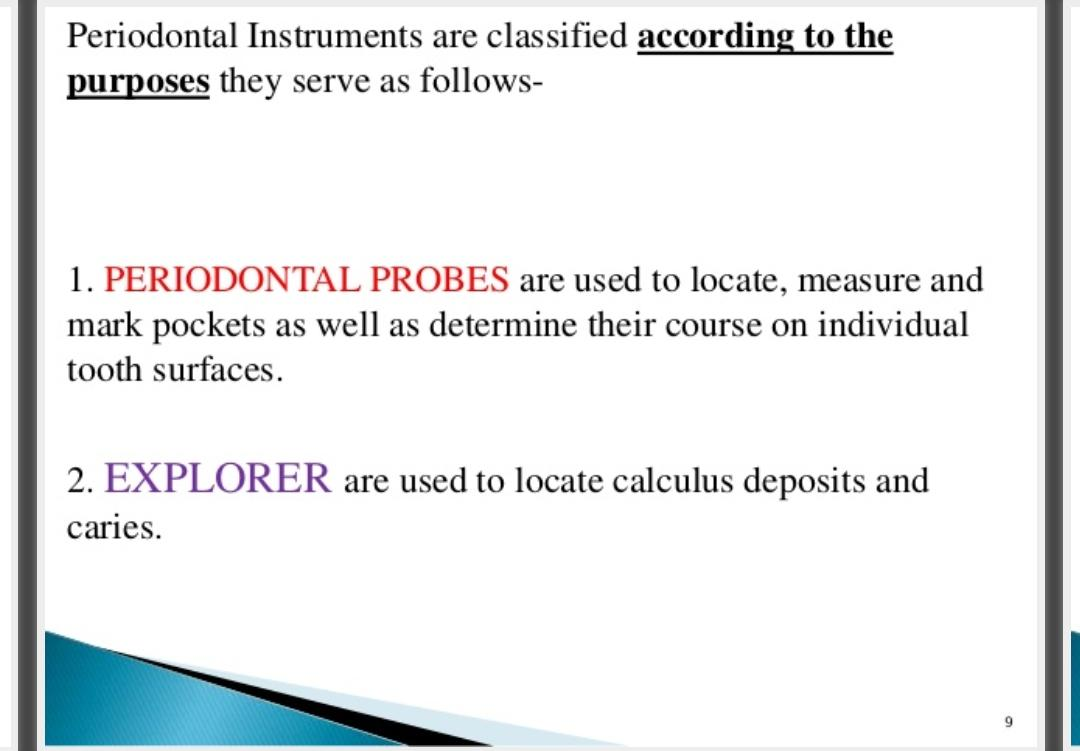 Periodontal Instruments are classified according to the
purposes they serve as follows-
1. PERIODONTAL PROBES are used to locate, measure and
mark pockets as well as determine their course on individual
tooth surfaces.
2. EXPLORER are used to locate calculus deposits and
caries.
9